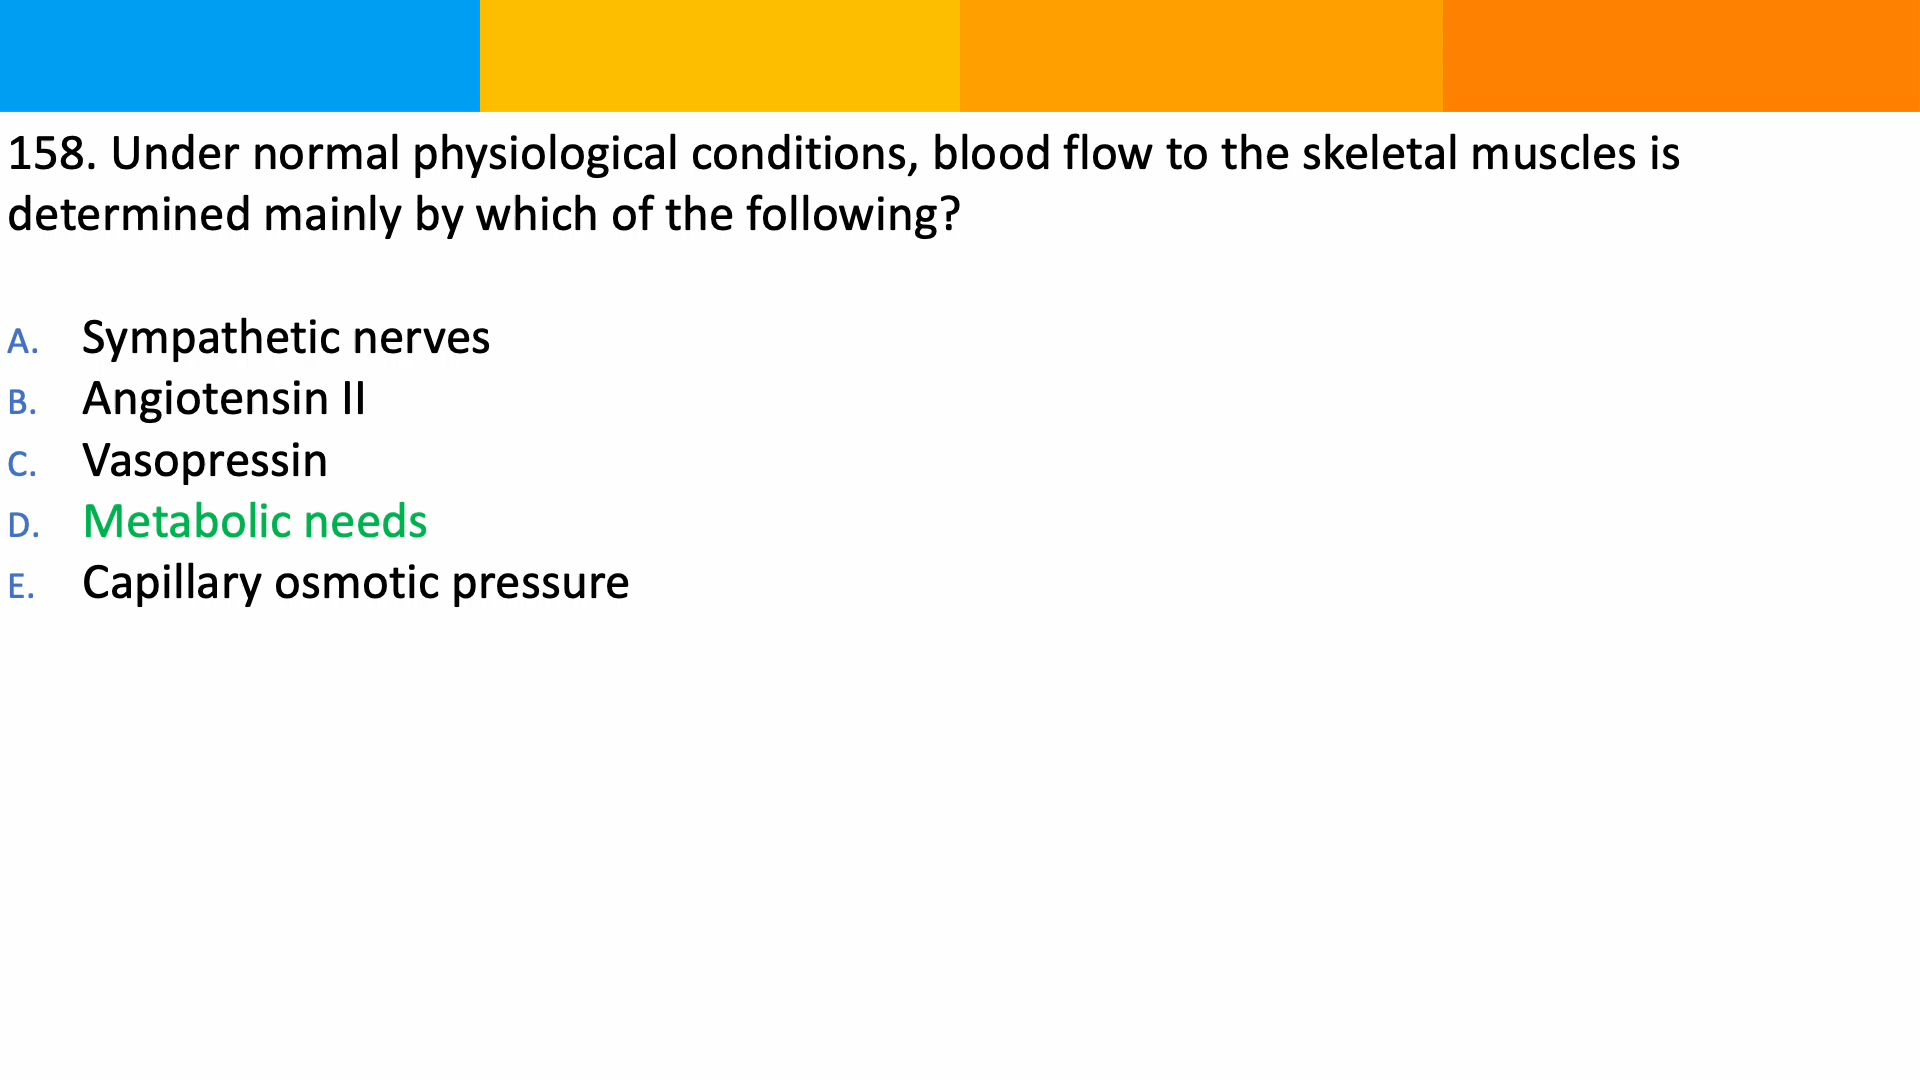 158. Under normal physiological conditions, blood flow to the skeletal muscles is
determined mainly by which of the following?
A. Sympathetic nerves
B. Angiotensin II
C. Vasopressin
D. Metabolic needs
E. Capillary osmotic pressure